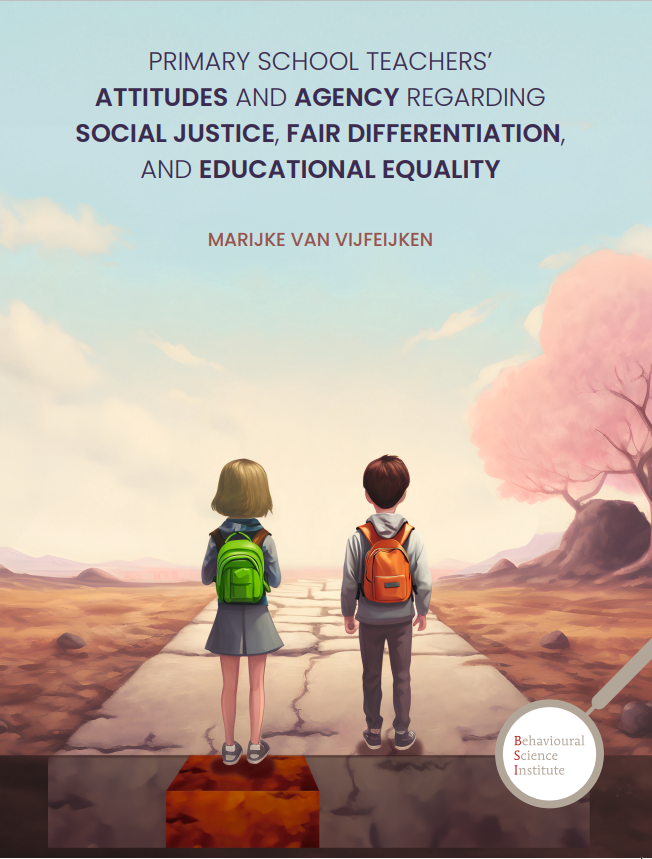 PRIMARY SCHOOL TEACHERS’
ATTITUDES AND AGENCY REGARDING
SOCIAL JUSTICE, FAIR DIFFERENTIATION,
AND EDUCATIONAL EQUALITY
MARIJKE VAN VIJFEIJKEN
Behavioural
Science
Institute